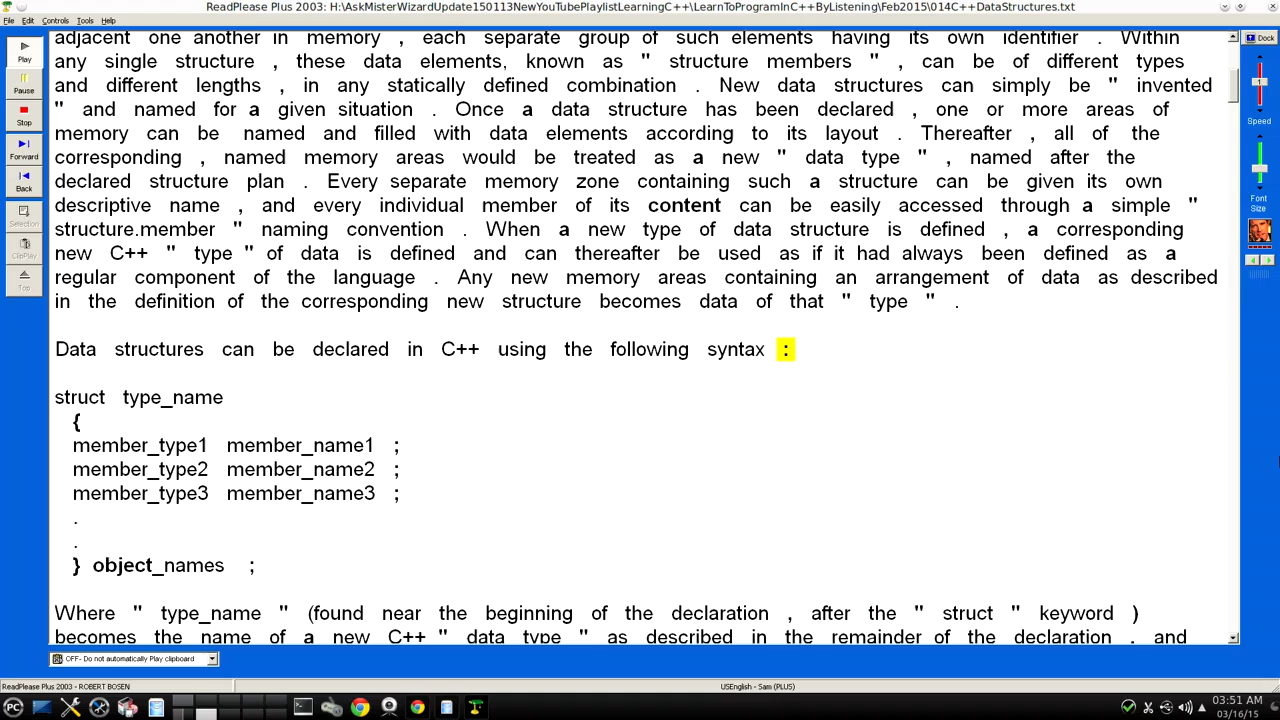 ReadPlease Plus 2003: H:\AskMisterWizardUpdate150113NewYouTubePlaylistLearningC++\LearnToProgramInC++ByListening\Feb2015\014C++DataStructures.txt
File Edit Controls Tools Help
Play
Pause
Stop
Forward
Back
Selection
ClipPlay
Top
adjacent one another in memory , each separate group of such elements having its own identifier . Within
any single structure , these data elements, known as " structure members " , can be of different types
and different lengths , in any statically defined combination . New data structures can simply be " invented
" and named for a given situation . Once a data structure has been declared , one or more areas of
memory can be named and filled with data elements according to its layout . Thereafter , all of the
corresponding , named memory areas would be treated as a new " data type " , named after the
declared structure plan . Every separate memory zone containing such a structure can be given its own
descriptive name , and every individual member of its content can be easily accessed through a simple "
structure.member " naming convention . When a new type of data structure is defined , a corresponding
new C++ " type " of data is defined and can thereafter be used as if it had always been defined as a
regular component of the language . Any new memory areas containing an arrangement of data as described
in the definition of the corresponding new structure becomes data of that " type " .
Data structures can be declared in C++ using the following syntax :
struct type_name
{
member_type1 member_name1 ;
member_type2 member_name2 ;
member_type3 member_name3 ;
.
.
} object_names ;
Where " type_name " (found near the beginning of the declaration , after the " struct " keyword )
becomes the name of a new C++ " data type " as described in the remainder of the declaration . and
Dock
Speed
Font
Size
OFF- Do not automatically Play clipboard
ReadPlease Plus 2003 - ROBERT BOSEN
USEnglish - Sam (PLUS)
PC
03:51 AM
03/16/15